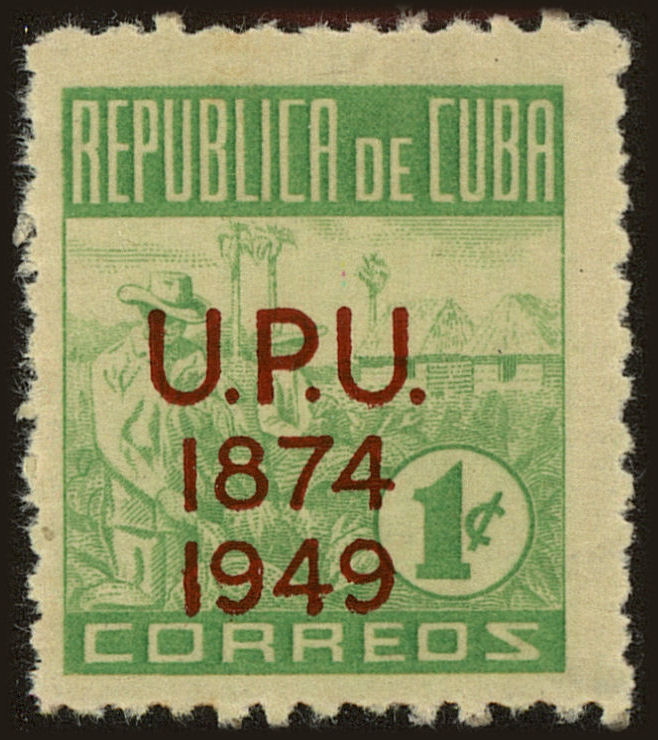 REPUBLICA DE CUBA
U.P.U.
1874
1949
1¢
CORREOS